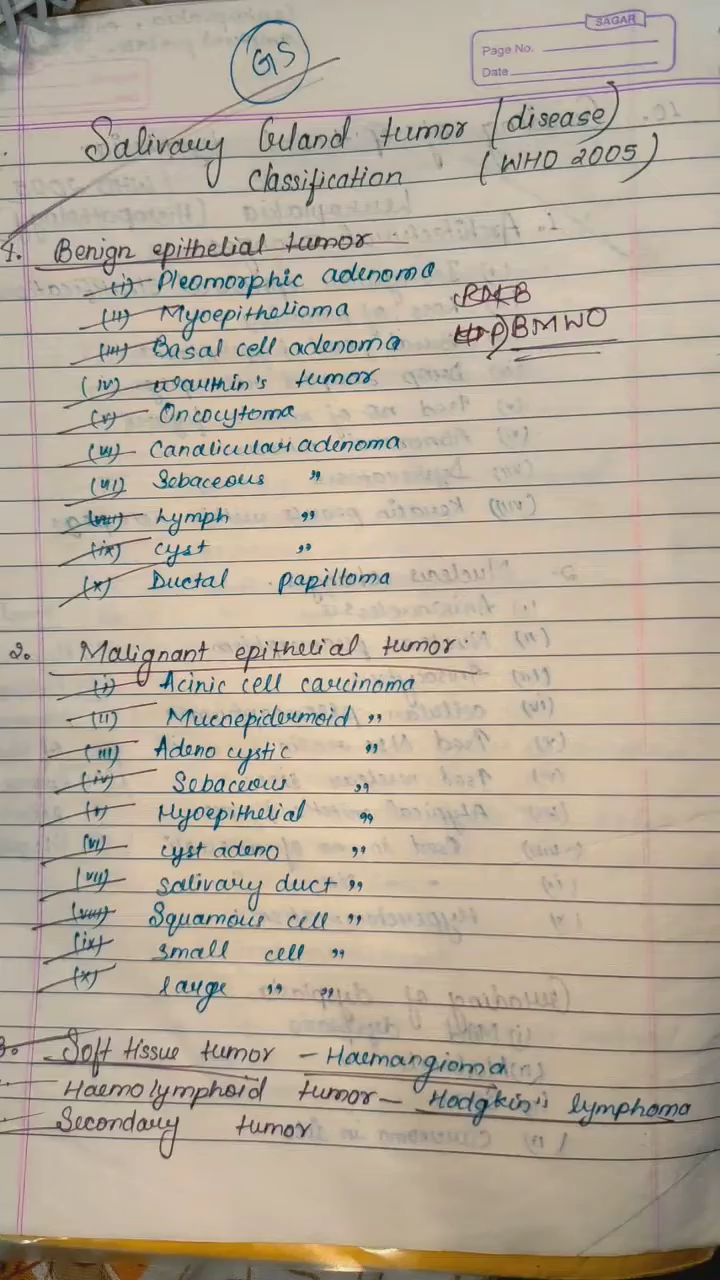 GS
SAGAR
Page No.
Date
Salivary Gland tumor (disease)
Classification (WHO 2005)
1. Benign epithelial tumor
(i) Pleomorphic adenoma
(ii) Myoepithelioma
(iii) Basal cell adenoma
PBMWO
(iv) Warthin's tumor
(v) Oncocytoma
(vi) Canalicular adenoma
(vii) Sebaceous "
(viii) Lymph "
(ix) cyst "
(x) Ductal papilloma
2. Malignant epithelial tumor
(i) Acinic cell carcinoma
(ii) Mucnepidermoid "
(iii) Adeno cystic "
(iv) Sebaceous "
(v) Myoepithelial "
(vi) cyst adeno "
(vii) salivary duct "
(viii) Squamous cell "
(ix) small cell "
(x) large " "
3. Soft tissue tumor - Haemangioma
Haemolymphoid tumor - Hodgkin's lymphoma
Secondary tumor